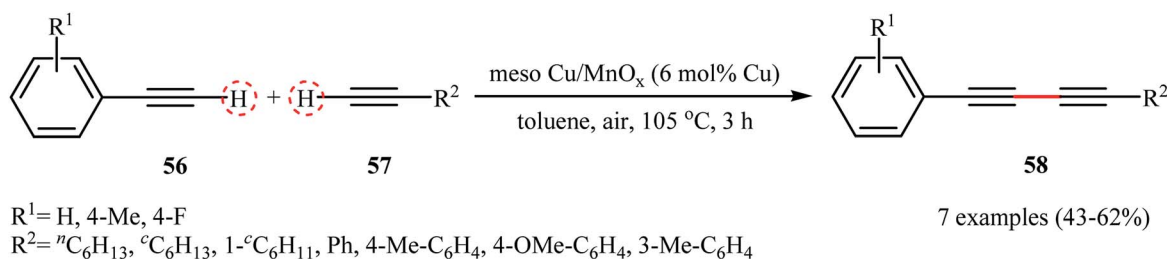 R¹ R¹
H + H R² meso Cu/MnOₓ (6 mol% Cu) R²
toluene, air, 105 °C, 3 h
56 57 58
R¹= H, 4-Me, 4-F 7 examples (43-62%)
R²= ⁿC₆H₁₃, ᶜC₆H₁₃, 1-ᶜC₆H₁₁, Ph, 4-Me-C₆H₄, 4-OMe-C₆H₄, 3-Me-C₆H₄